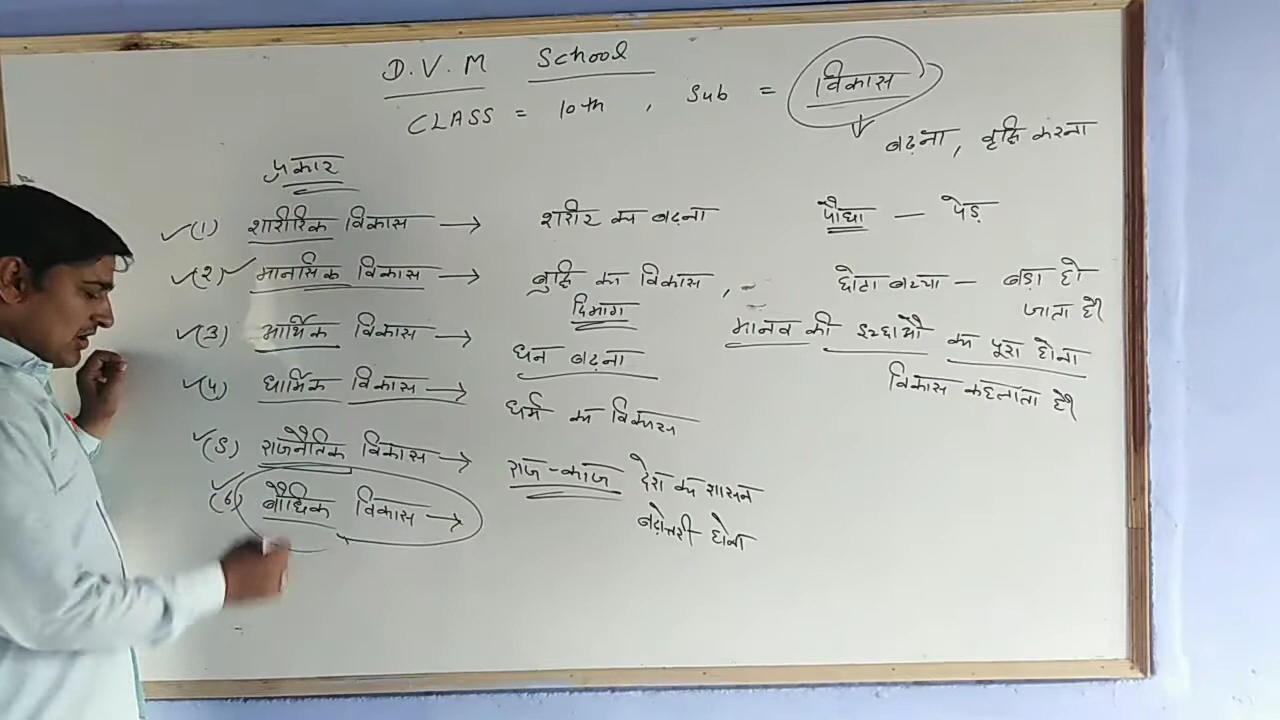 D.V.M School
CLASS = 10th , Sub = विकास
बढ़ना , वृद्धि करना
प्रकार
(1) शारीरिक विकास → शरीर का बढ़ना पौधा — पेड़
(2) मानसिक विकास → बुद्धि का विकास , छोटा बच्चा — बड़ा हो
दिमाग जाता है।
(3) आर्थिक विकास → धन बढ़ना मानव की इच्छाओं का पूरा होना
विकास कहलाता है।
(4) धार्मिक विकास → धर्म का विकास
(5) राजनैतिक विकास → राज-काज देश का शासन
बढ़ोत्तरी होना
(6) बौधिक विकास →